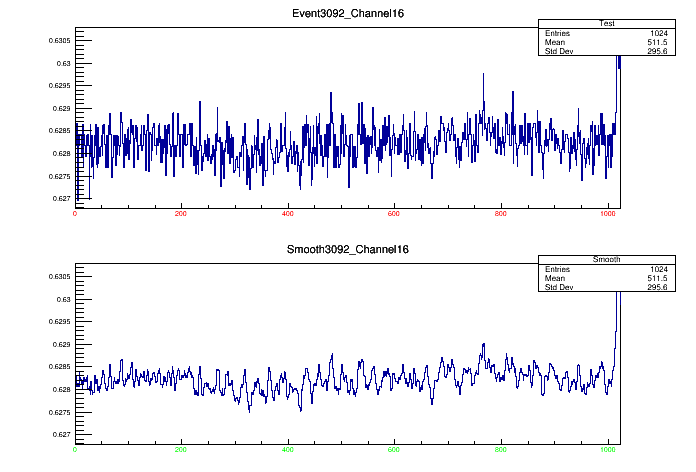 Event3092_Channel16
Test
Entries 1024
Mean 511.5
Std Dev 295.6
0.6305
0.63
0.6295
0.629
0.6285
0.628
0.6275
0.627
0 200 400 600 800 1000
Smooth3092_Channel16
Smooth
Entries 1024
Mean 511.5
Std Dev 295.6
0.6305
0.63
0.6295
0.629
0.6285
0.628
0.6275
0.627
0 200 400 600 800 1000